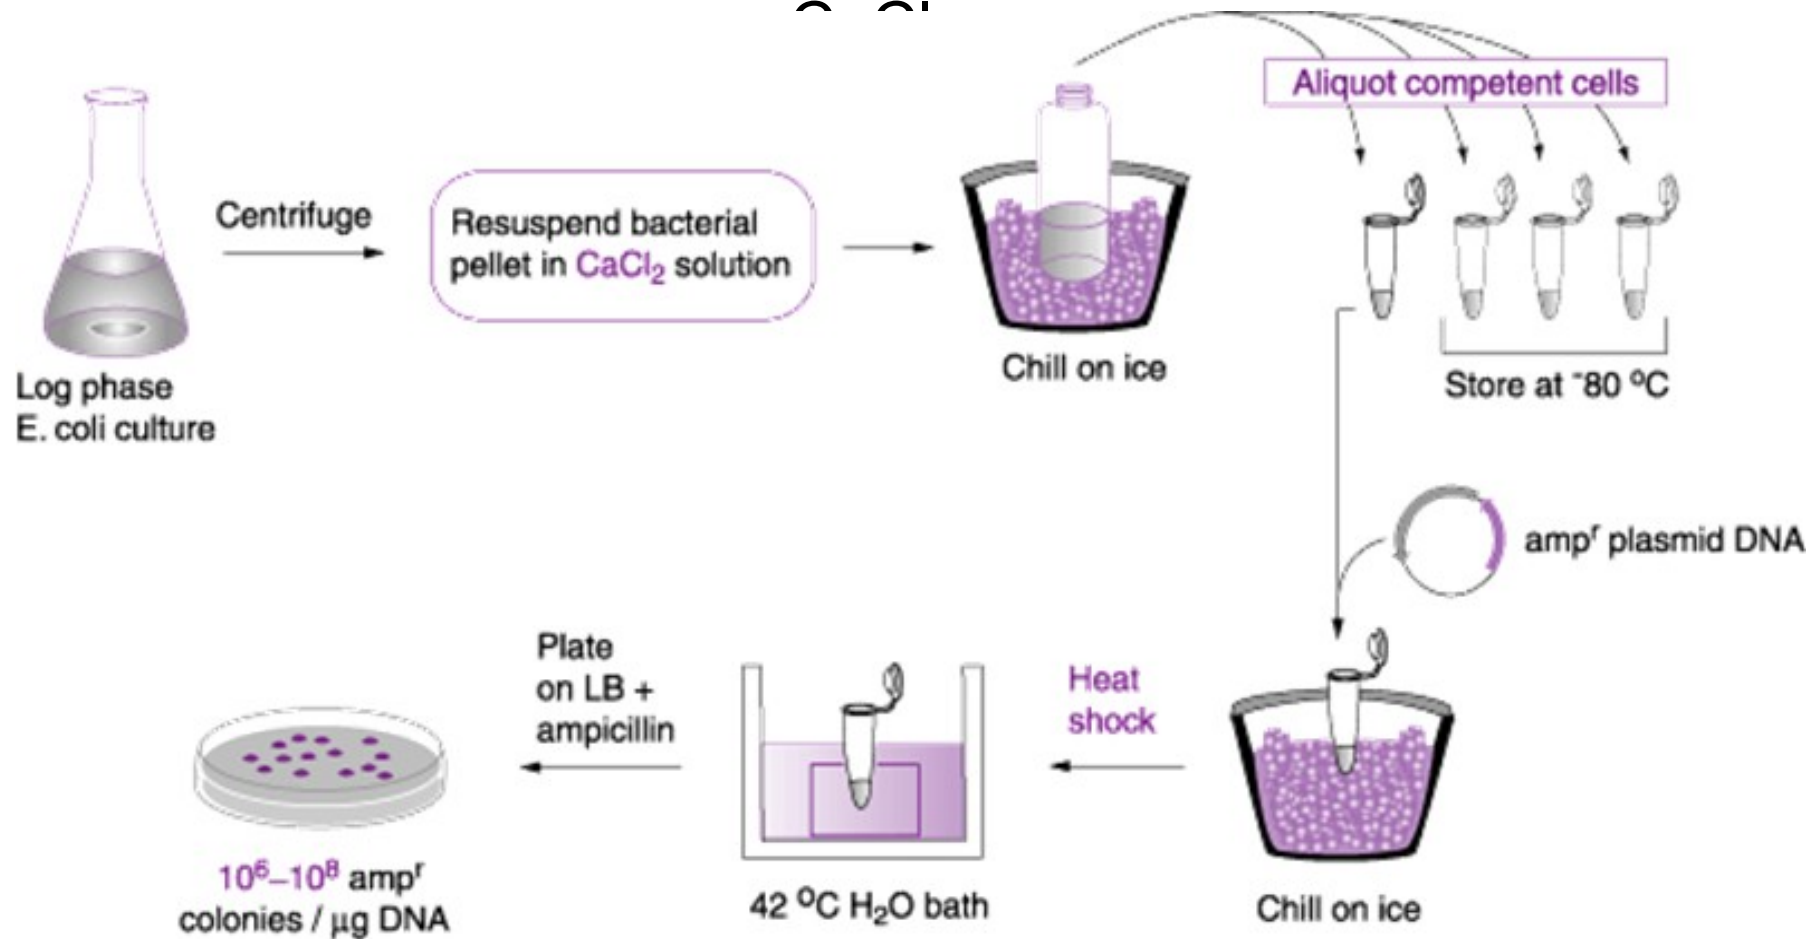 Aliquot competent cells
Centrifuge
Resuspend bacterial
pellet in CaCl₂ solution
Chill on ice
Log phase
E. coli culture
Store at ⁻80 ºC
ampʳ plasmid DNA
Heat
shock
Plate
on LB +
ampicillin
10⁶–10⁸ ampʳ
colonies / μg DNA
42 ºC H₂O bath
Chill on ice